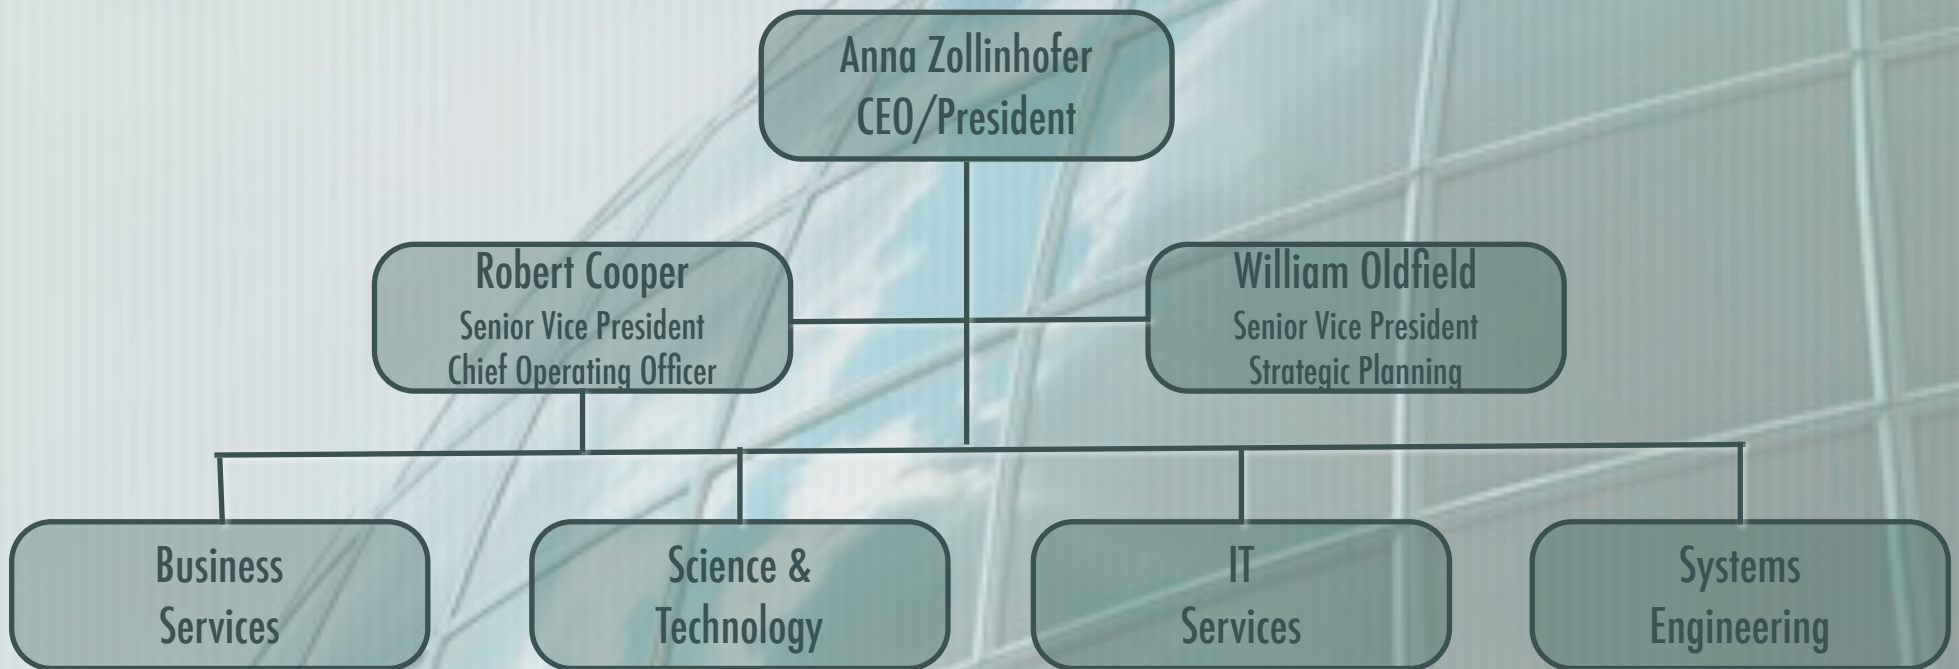 Anna Zollinhofer
CEO/President
Robert Cooper
Senior Vice President
Chief Operating Officer
William Oldfield
Senior Vice President
Strategic Planning
Business
Services
Science &
Technology
IT
Services
Systems
Engineering